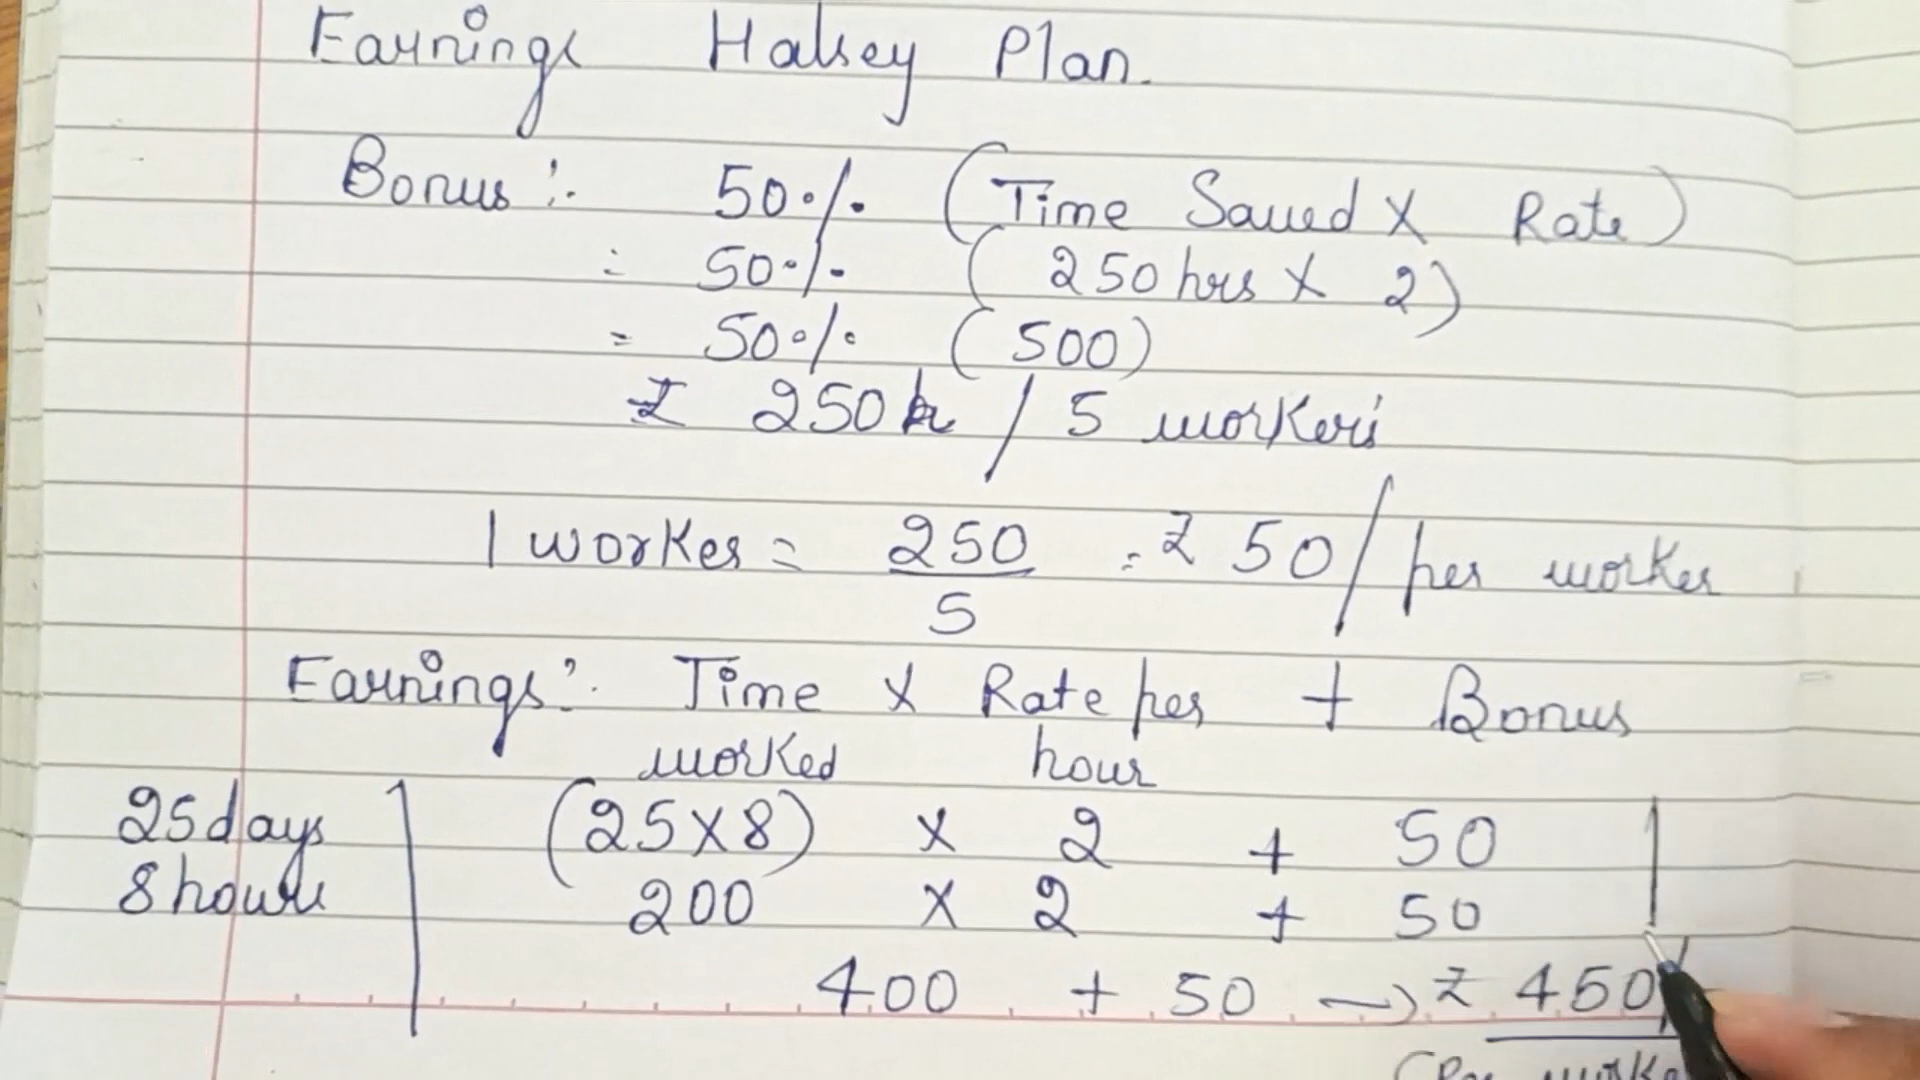 Earnings Halsey Plan.
Bonus :- 50% (Time Saved X Rate)
= 50% (250 hrs X 2)
= 50% (500)
₹ 250 / 5 workers
1 worker = 250/5 = ₹ 50/per worker
Earnings :- Time worked X Rate per hour + Bonus
25 days (25X8) X 2 + 50
8 hours 200 X 2 + 50
400 + 50 → ₹ 450/
(Per worke